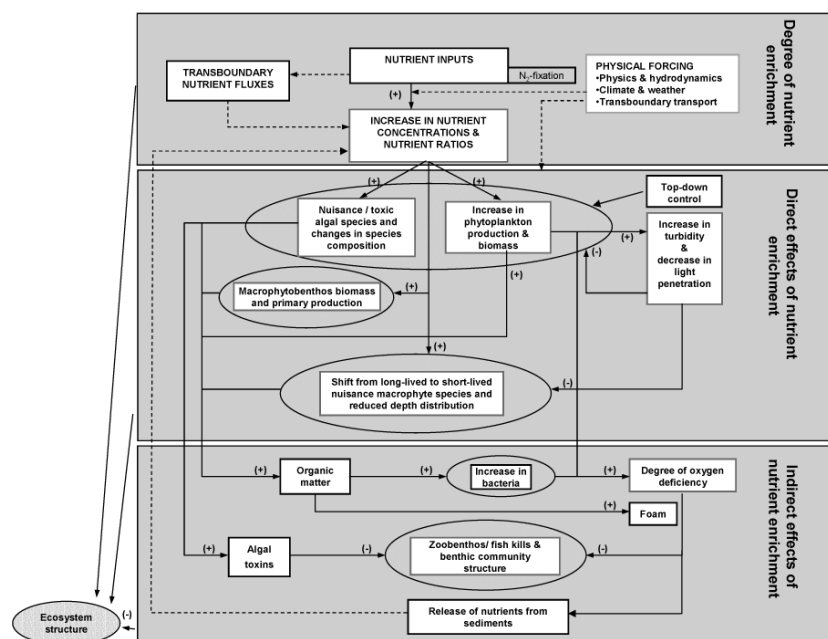 Degree of nutrient
enrichment
NUTRIENT INPUTS
N2-fixation
TRANSBOUNDARY
NUTRIENT FLUXES
PHYSICAL FORCING
•Physics & hydrodynamics
•Climate & weather
•Transboundary transport
(+)
INCREASE IN NUTRIENT
CONCENTRATIONS &
NUTRIENT RATIOS
Direct effects of nutrient
enrichment
(+)
(+)
Top-down
control
Nuisance / toxic
algal species and
changes in species
composition
Increase in
phytoplankton
production &
biomass
(+)
Increase in
turbidity
&
decrease in
light
penetration
(-)
(+)
Macrophytobenthos biomass
and primary production
(+)
(+)
Shift from long-lived to short-lived
nuisance macrophyte species and
reduced depth distribution
(-)
Indirect effects of
nutrient enrichment
(+)
Organic
matter
(+)
Increase in
bacteria
(+)
Degree of oxygen
deficiency
(+)
Foam
(+)
Algal
toxins
(-)
Zoobenthos/ fish kills &
benthic community
structure
(-)
Release of nutrients from
sediments
(+)
Ecosystem
structure
(-)